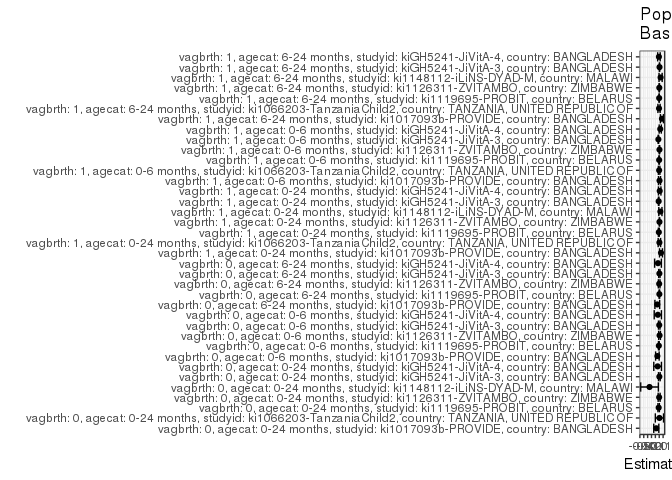 Pop
Bas
vagbrth: 1, agecat: 6-24 months, studyid: kiGH5241-JiVitA-4, country: BANGLADESH
vagbrth: 1, agecat: 6-24 months, studyid: kiGH5241-JiVitA-3, country: BANGLADESH
vagbrth: 1, agecat: 6-24 months, studyid: ki1148112-iLiNS-DYAD-M, country: MALAWI
vagbrth: 1, agecat: 6-24 months, studyid: ki1126311-ZVITAMBO, country: ZIMBABWE
vagbrth: 1, agecat: 6-24 months, studyid: ki1119695-PROBIT, country: BELARUS
vagbrth: 1, agecat: 6-24 months, studyid: ki1066203-TanzaniaChild2, country: TANZANIA, UNITED REPUBLIC OF
vagbrth: 1, agecat: 6-24 months, studyid: ki1017093b-PROVIDE, country: BANGLADESH
vagbrth: 1, agecat: 0-6 months, studyid: kiGH5241-JiVitA-4, country: BANGLADESH
vagbrth: 1, agecat: 0-6 months, studyid: kiGH5241-JiVitA-3, country: BANGLADESH
vagbrth: 1, agecat: 0-6 months, studyid: ki1126311-ZVITAMBO, country: ZIMBABWE
vagbrth: 1, agecat: 0-6 months, studyid: ki1119695-PROBIT, country: BELARUS
vagbrth: 1, agecat: 0-6 months, studyid: ki1066203-TanzaniaChild2, country: TANZANIA, UNITED REPUBLIC OF
vagbrth: 1, agecat: 0-6 months, studyid: ki1017093b-PROVIDE, country: BANGLADESH
vagbrth: 1, agecat: 0-24 months, studyid: kiGH5241-JiVitA-4, country: BANGLADESH
vagbrth: 1, agecat: 0-24 months, studyid: kiGH5241-JiVitA-3, country: BANGLADESH
vagbrth: 1, agecat: 0-24 months, studyid: ki1148112-iLiNS-DYAD-M, country: MALAWI
vagbrth: 1, agecat: 0-24 months, studyid: ki1126311-ZVITAMBO, country: ZIMBABWE
vagbrth: 1, agecat: 0-24 months, studyid: ki1119695-PROBIT, country: BELARUS
vagbrth: 1, agecat: 0-24 months, studyid: ki1066203-TanzaniaChild2, country: TANZANIA, UNITED REPUBLIC OF
vagbrth: 1, agecat: 0-24 months, studyid: ki1017093b-PROVIDE, country: BANGLADESH
vagbrth: 0, agecat: 6-24 months, studyid: kiGH5241-JiVitA-4, country: BANGLADESH
vagbrth: 0, agecat: 6-24 months, studyid: kiGH5241-JiVitA-3, country: BANGLADESH
vagbrth: 0, agecat: 6-24 months, studyid: ki1126311-ZVITAMBO, country: ZIMBABWE
vagbrth: 0, agecat: 6-24 months, studyid: ki1119695-PROBIT, country: BELARUS
vagbrth: 0, agecat: 6-24 months, studyid: ki1017093b-PROVIDE, country: BANGLADESH
vagbrth: 0, agecat: 0-6 months, studyid: kiGH5241-JiVitA-4, country: BANGLADESH
vagbrth: 0, agecat: 0-6 months, studyid: kiGH5241-JiVitA-3, country: BANGLADESH
vagbrth: 0, agecat: 0-6 months, studyid: ki1126311-ZVITAMBO, country: ZIMBABWE
vagbrth: 0, agecat: 0-6 months, studyid: ki1119695-PROBIT, country: BELARUS
vagbrth: 0, agecat: 0-6 months, studyid: ki1017093b-PROVIDE, country: BANGLADESH
vagbrth: 0, agecat: 0-24 months, studyid: kiGH5241-JiVitA-4, country: BANGLADESH
vagbrth: 0, agecat: 0-24 months, studyid: kiGH5241-JiVitA-3, country: BANGLADESH
vagbrth: 0, agecat: 0-24 months, studyid: ki1148112-iLiNS-DYAD-M, country: MALAWI
vagbrth: 0, agecat: 0-24 months, studyid: ki1126311-ZVITAMBO, country: ZIMBABWE
vagbrth: 0, agecat: 0-24 months, studyid: ki1119695-PROBIT, country: BELARUS
vagbrth: 0, agecat: 0-24 months, studyid: ki1066203-TanzaniaChild2, country: TANZANIA, UNITED REPUBLIC OF
vagbrth: 0, agecat: 0-24 months, studyid: ki1017093b-PROVIDE, country: BANGLADESH
Estimat